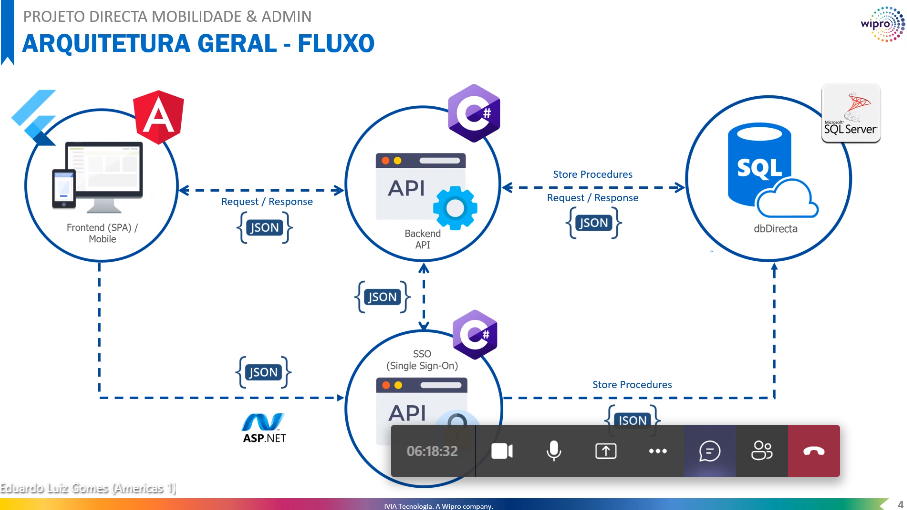 PROJETO DIRECTA MOBILIDADE & ADMIN
ARQUITETURA GERAL - FLUXO
wipro
C#
Microsoft
SQL Server
API
SQL
Store Procedures
Request / Response
Request / Response
{JSON}
{JSON}
Frontend (SPA) /
Mobile
Backend
API
dbDirecta
{JSON}
C#
SSO
(Single Sign-On)
{JSON}
Store Procedures
API
{JSON}
ASP.NET
06:18:32
Eduardo Luiz Gomes (Americas 1)
IVIA Tecnologia. A Wipro company.
4